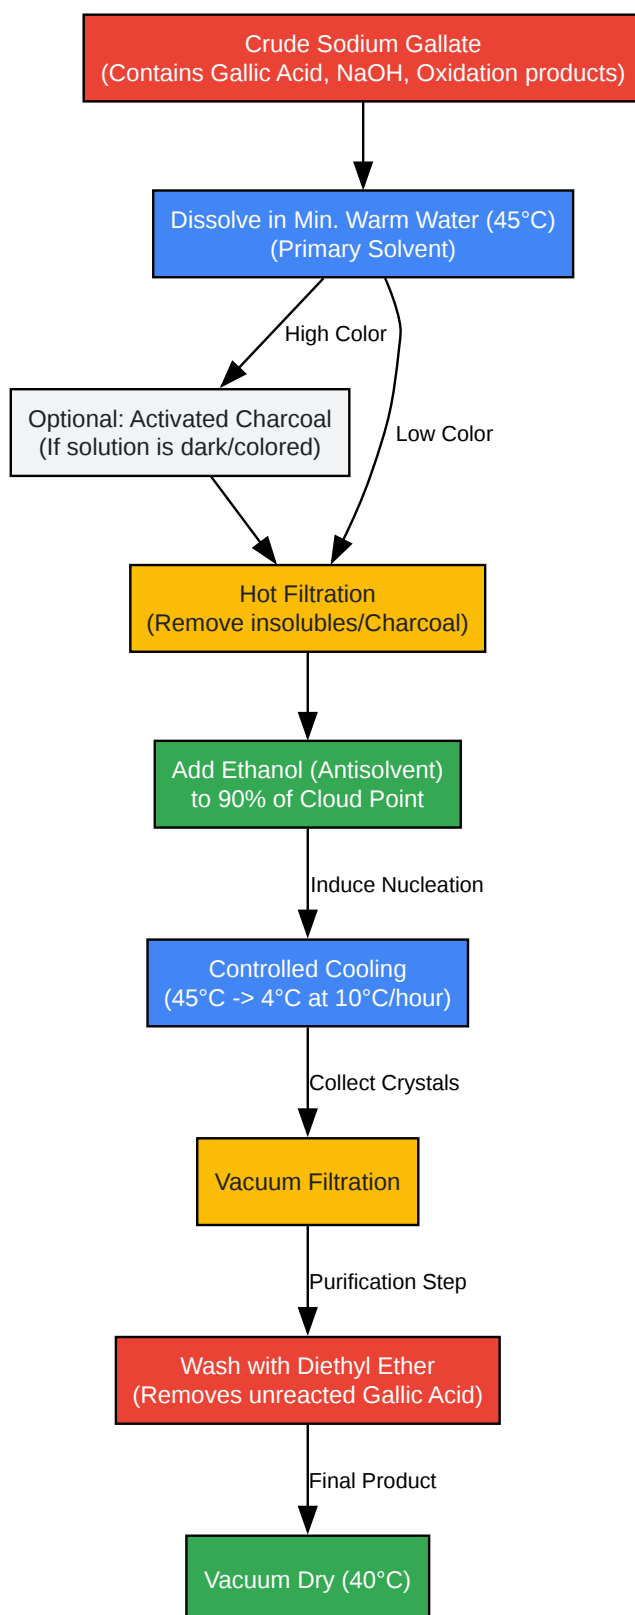 Crude Sodium Gallate
(Contains Gallic Acid, NaOH, Oxidation products)
Dissolve in Min. Warm Water (45°C)
(Primary Solvent)
High Color
Optional: Activated Charcoal
(If solution is dark/colored)
Low Color
Hot Filtration
(Remove insolubles/Charcoal)
Add Ethanol (Antisolvent)
to 90% of Cloud Point
Induce Nucleation
Controlled Cooling
(45°C -> 4°C at 10°C/hour)
Collect Crystals
Vacuum Filtration
Purification Step
Wash with Diethyl Ether
(Removes unreacted Gallic Acid)
Final Product
Vacuum Dry (40°C)